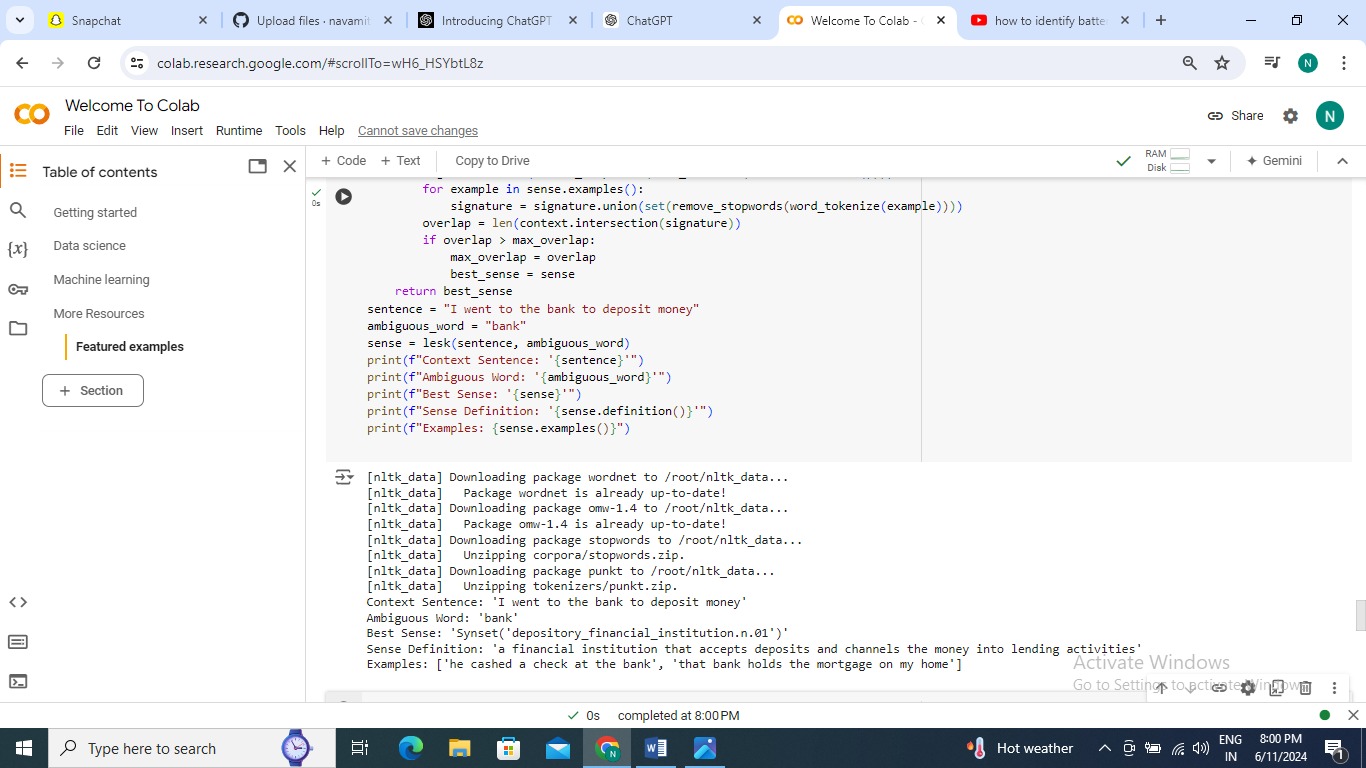 Snapchat
Upload files · navamit
Introducing ChatGPT
ChatGPT
Welcome To Colab -
how to identify batte
colab.research.google.com/#scrollTo=wH6_HSYbtL8z
N
Welcome To Colab
File Edit View Insert Runtime Tools Help Cannot save changes
Share
N
+ Code + Text Copy to Drive
RAM
Disk
Gemini
Table of contents
Getting started
Data science
Machine learning
More Resources
Featured examples
+ Section
{x}
0s
for example in sense.examples():
signature = signature.union(set(remove_stopwords(word_tokenize(example))))
overlap = len(context.intersection(signature))
if overlap > max_overlap:
max_overlap = overlap
best_sense = sense
return best_sense
sentence = "I went to the bank to deposit money"
ambiguous_word = "bank"
sense = lesk(sentence, ambiguous_word)
print(f"Context Sentence: '{sentence}'")
print(f"Ambiguous Word: '{ambiguous_word}'")
print(f"Best Sense: '{sense}'")
print(f"Sense Definition: '{sense.definition()}'")
print(f"Examples: {sense.examples()}")
[nltk_data] Downloading package wordnet to /root/nltk_data...
[nltk_data]   Package wordnet is already up-to-date!
[nltk_data] Downloading package omw-1.4 to /root/nltk_data...
[nltk_data]   Package omw-1.4 is already up-to-date!
[nltk_data] Downloading package stopwords to /root/nltk_data...
[nltk_data]   Unzipping corpora/stopwords.zip.
[nltk_data] Downloading package punkt to /root/nltk_data...
[nltk_data]   Unzipping tokenizers/punkt.zip.
Context Sentence: 'I went to the bank to deposit money'
Ambiguous Word: 'bank'
Best Sense: 'Synset('depository_financial_institution.n.01')'
Sense Definition: 'a financial institution that accepts deposits and channels the money into lending activities'
Examples: ['he cashed a check at the bank', 'that bank holds the mortgage on my home']
Activate Windows
Go to Settings to activate Windows.
0s completed at 8:00 PM
Type here to search
Hot weather
ENG
IN
8:00 PM
6/11/2024
1